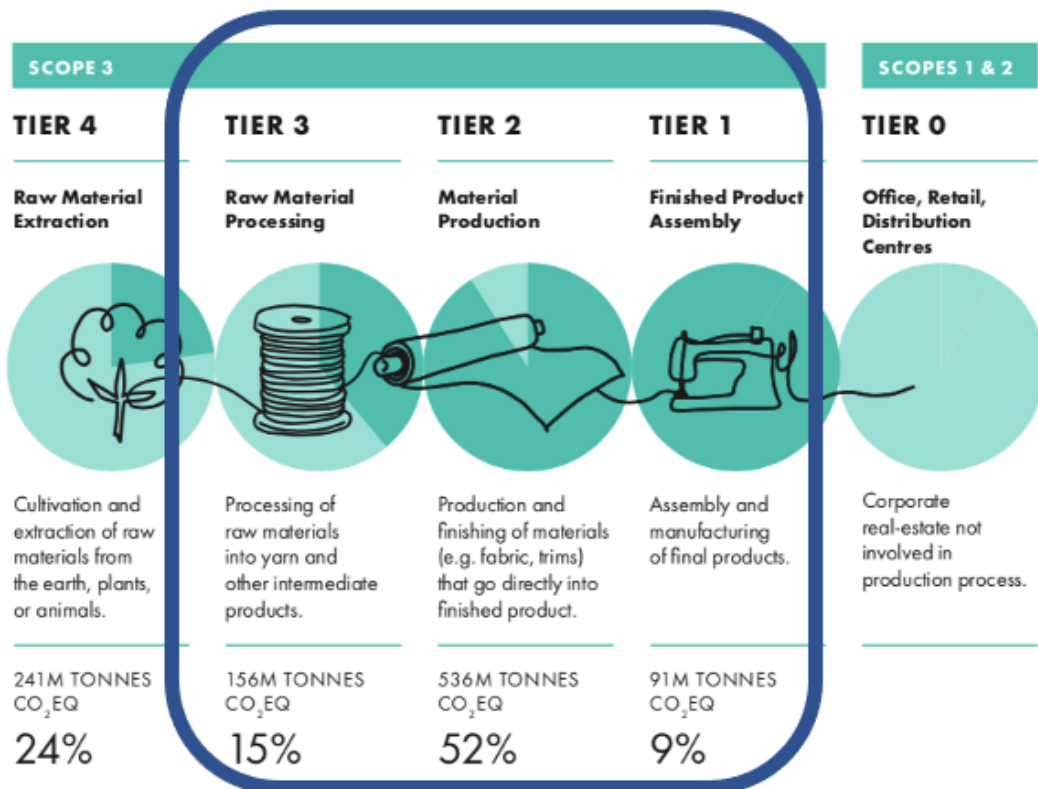 SCOPE 3
SCOPES 1 & 2
TIER 4
Raw Material
Extraction
Cultivation and
extraction of raw
materials from
the earth, plants,
or animals.
241M TONNES
CO₂EQ
24%
TIER 3
Raw Material
Processing
Processing of
raw materials
into yarn and
other intermediate
products.
156M TONNES
CO₂EQ
15%
TIER 2
Material
Production
Production and
finishing of materials
(e.g. fabric, trims)
that go directly into
finished product.
536M TONNES
CO₂EQ
52%
TIER 1
Finished Product
Assembly
Assembly and
manufacturing
of final products.
91M TONNES
CO₂EQ
9%
TIER 0
Office, Retail,
Distribution
Centres
Corporate
real-estate not
involved in
production process.